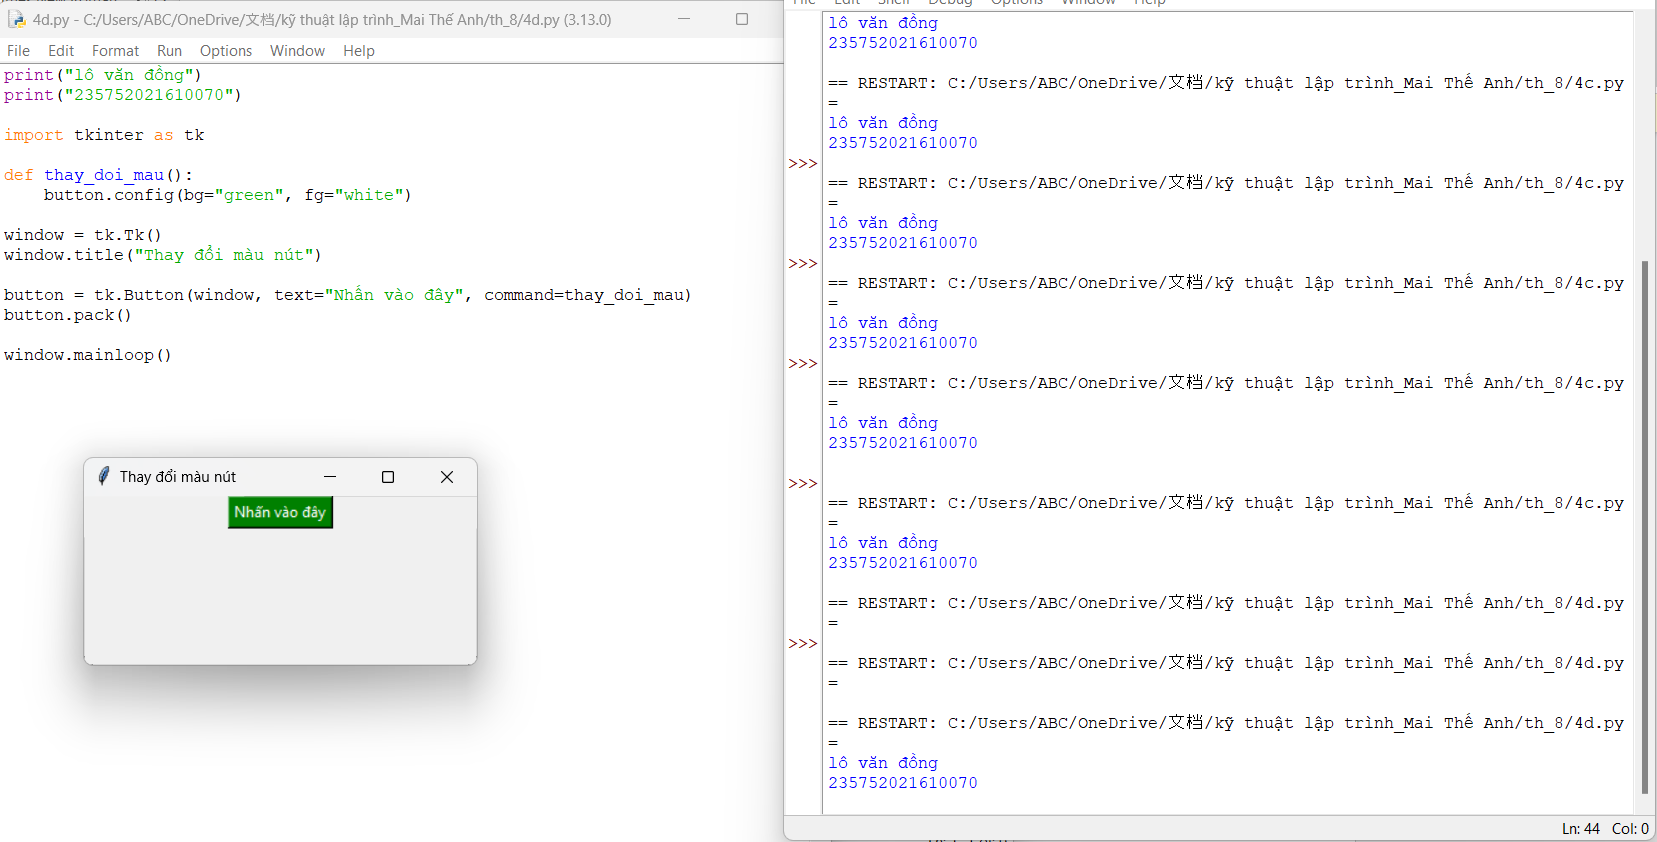 4d.py - C:/Users/ABC/OneDrive/文档/kỹ thuật lập trình_Mai Thế Anh/th_8/4d.py (3.13.0)
File Edit Format Run Options Window Help
print("lô văn đồng")
print("235752021610070")
import tkinter as tk
def thay_doi_mau():
    button.config(bg="green", fg="white")
window = tk.Tk()
window.title("Thay đổi màu nút")
button = tk.Button(window, text="Nhấn vào đây", command=thay_doi_mau)
button.pack()
window.mainloop()
Thay đổi màu nút
Nhấn vào đây
File Edit Shell Debug Options Window Help
lô văn đồng
235752021610070
== RESTART: C:/Users/ABC/OneDrive/文档/kỹ thuật lập trình_Mai Thế Anh/th_8/4c.py
=
lô văn đồng
235752021610070
>>>
== RESTART: C:/Users/ABC/OneDrive/文档/kỹ thuật lập trình_Mai Thế Anh/th_8/4c.py
=
lô văn đồng
235752021610070
>>>
== RESTART: C:/Users/ABC/OneDrive/文档/kỹ thuật lập trình_Mai Thế Anh/th_8/4c.py
=
lô văn đồng
235752021610070
>>>
== RESTART: C:/Users/ABC/OneDrive/文档/kỹ thuật lập trình_Mai Thế Anh/th_8/4c.py
=
lô văn đồng
235752021610070
>>>
== RESTART: C:/Users/ABC/OneDrive/文档/kỹ thuật lập trình_Mai Thế Anh/th_8/4c.py
=
lô văn đồng
235752021610070
== RESTART: C:/Users/ABC/OneDrive/文档/kỹ thuật lập trình_Mai Thế Anh/th_8/4d.py
=
>>>
== RESTART: C:/Users/ABC/OneDrive/文档/kỹ thuật lập trình_Mai Thế Anh/th_8/4d.py
=
== RESTART: C:/Users/ABC/OneDrive/文档/kỹ thuật lập trình_Mai Thế Anh/th_8/4d.py
=
lô văn đồng
235752021610070
Ln: 44 Col: 0